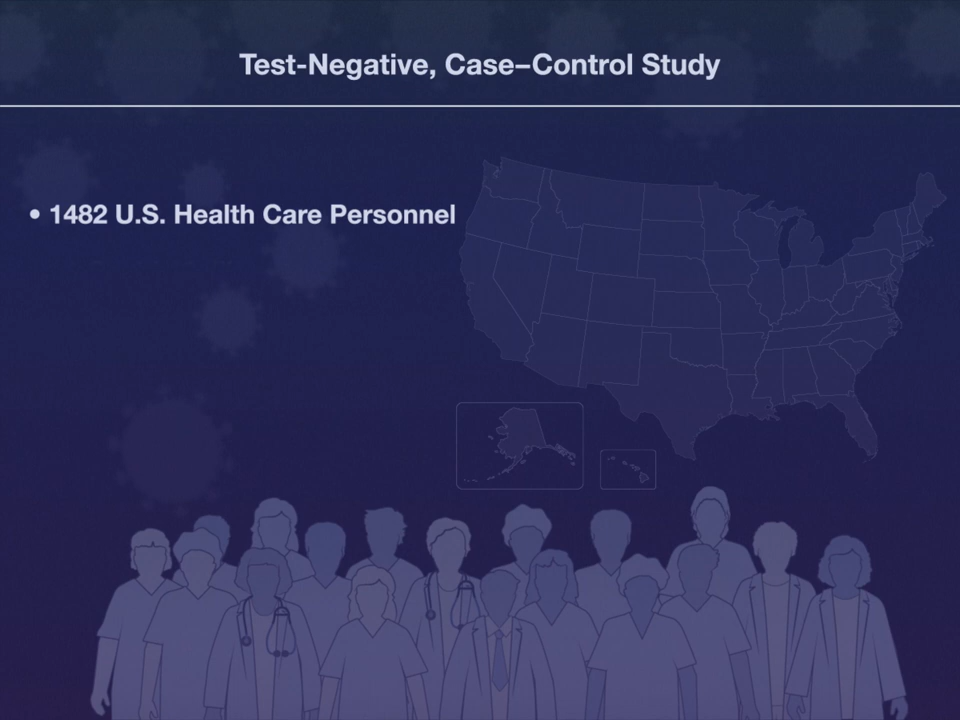 Test-Negative, Case–Control Study
• 1482 U.S. Health Care Personnel